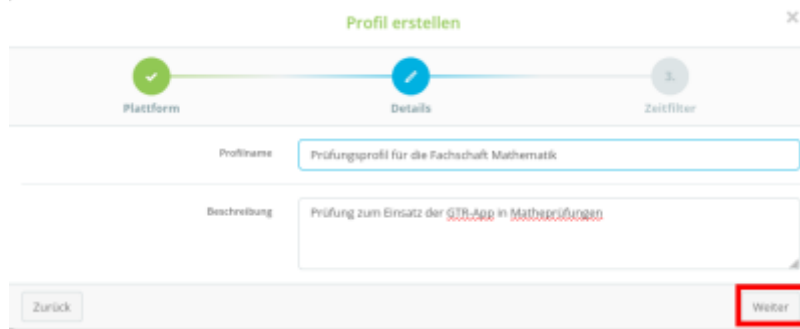 Profil erstellen
×
3.
Plattform
Details
Zeitfilter
Profilname
Prüfungsprofil für die Fachschaft Mathematik
Beschreibung
Prüfung zum Einsatz der GTR-App in Matheprüfungen
Zurück
Weiter